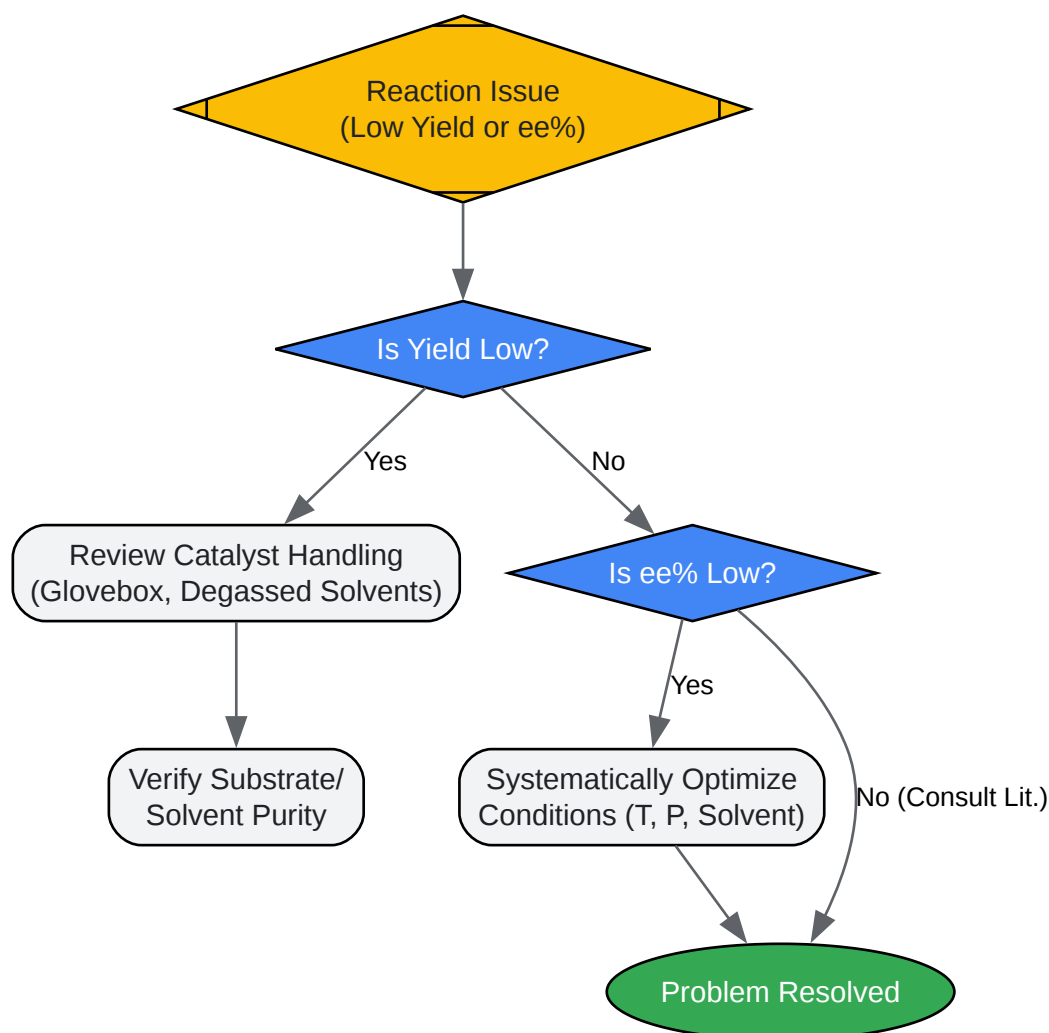 Reaction Issue
(Low Yield or ee%)
Is Yield Low?
Yes
No
Review Catalyst Handling
(Glovebox, Degassed Solvents)
Is ee% Low?
Yes
Verify Substrate/
Solvent Purity
Systematically Optimize
Conditions (T, P, Solvent)
No (Consult Lit.)
Problem Resolved